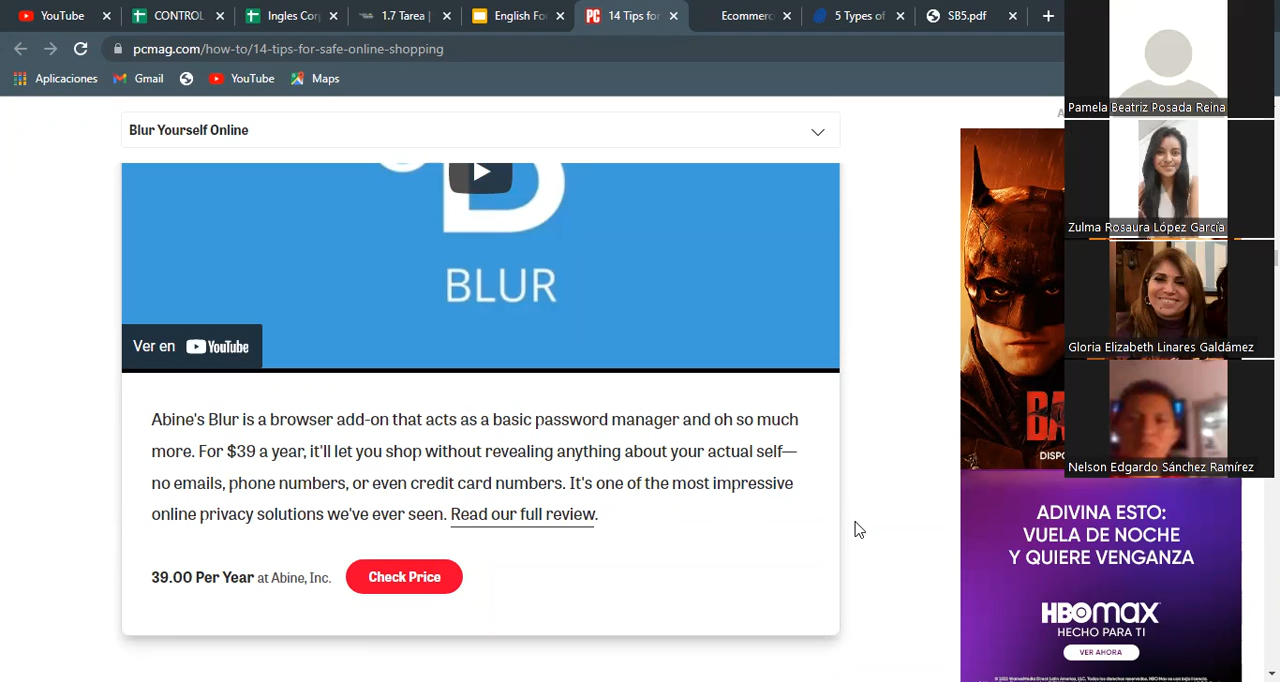 YouTube
CONTROL
Ingles Cor
1.7 Tarea |
English Fo
PC
14 Tips for
Ecommerc
5 Types of
SB5.pdf
pcmag.com/how-to/14-tips-for-safe-online-shopping
Aplicaciones
Gmail
YouTube
Maps
Blur Yourself Online
BLUR
Ver en YouTube
Abine's Blur is a browser add-on that acts as a basic password manager and oh so much
more. For $39 a year, it'll let you shop without revealing anything about your actual self—
no emails, phone numbers, or even credit card numbers. It's one of the most impressive
online privacy solutions we've ever seen. Read our full review.
39.00 Per Year at Abine, Inc.
Check Price
Pamela Beatriz Posada Reina
Zulma Rosaura López García
Gloria Elizabeth Linares Galdámez
Nelson Edgardo Sánchez Ramírez
BA
DISPO
ADIVINA ESTO:
VUELA DE NOCHE
Y QUIERE VENGANZA
HBOmax
HECHO PARA TI
VER AHORA